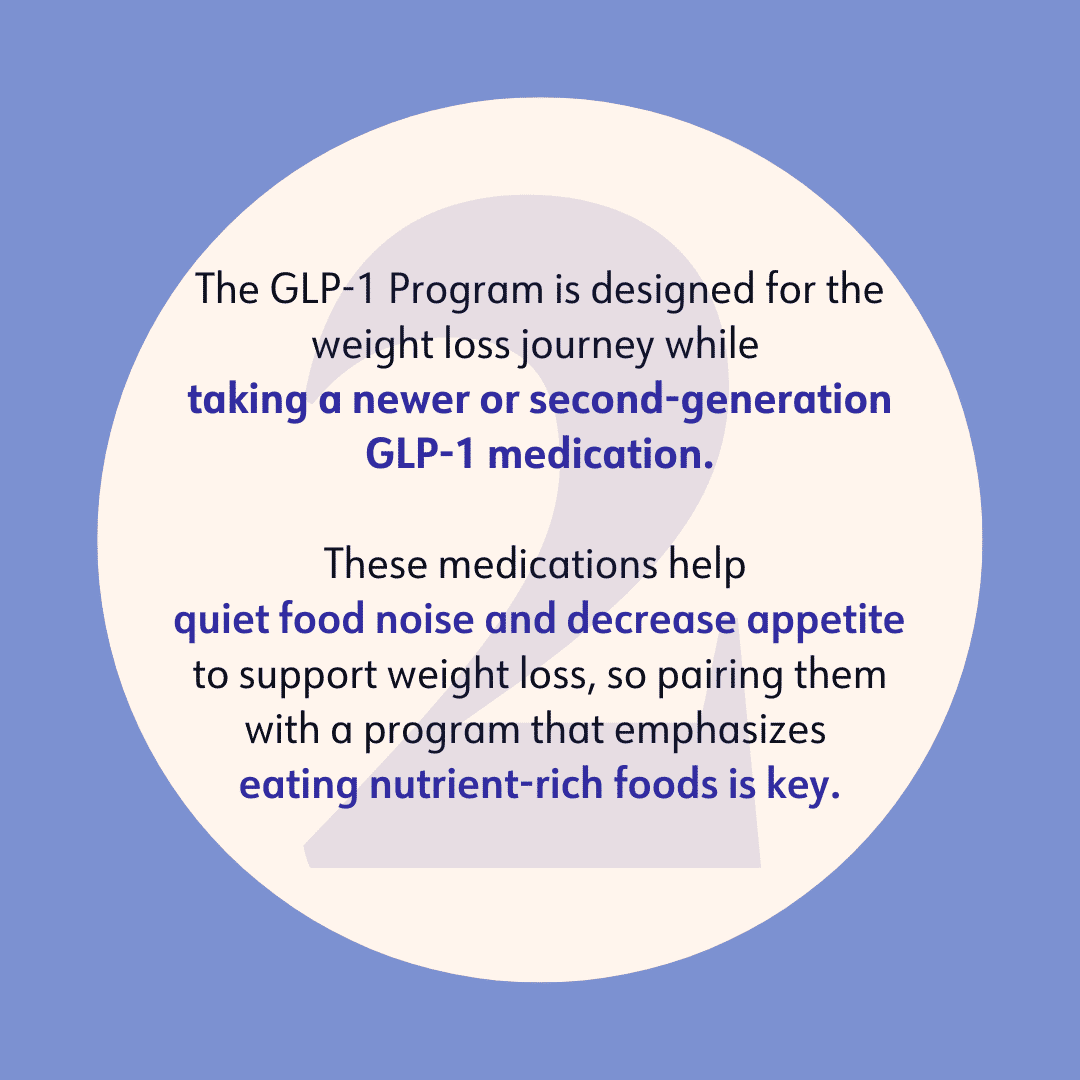 2
The GLP-1 Program is designed for the
weight loss journey while
taking a newer or second-generation
GLP-1 medication.
These medications help
quiet food noise and decrease appetite
to support weight loss, so pairing them
with a program that emphasizes
eating nutrient-rich foods is key.